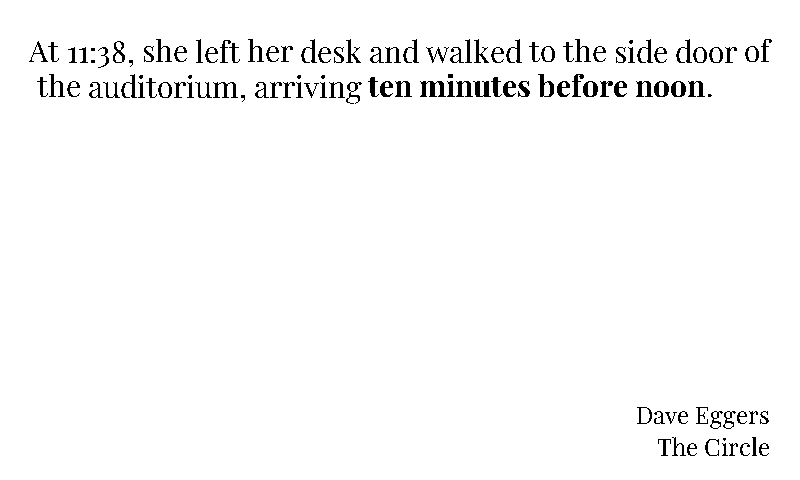 At 11:38, she left her desk and walked to the side door of
the auditorium, arriving ten minutes before noon.
Dave Eggers
The Circle